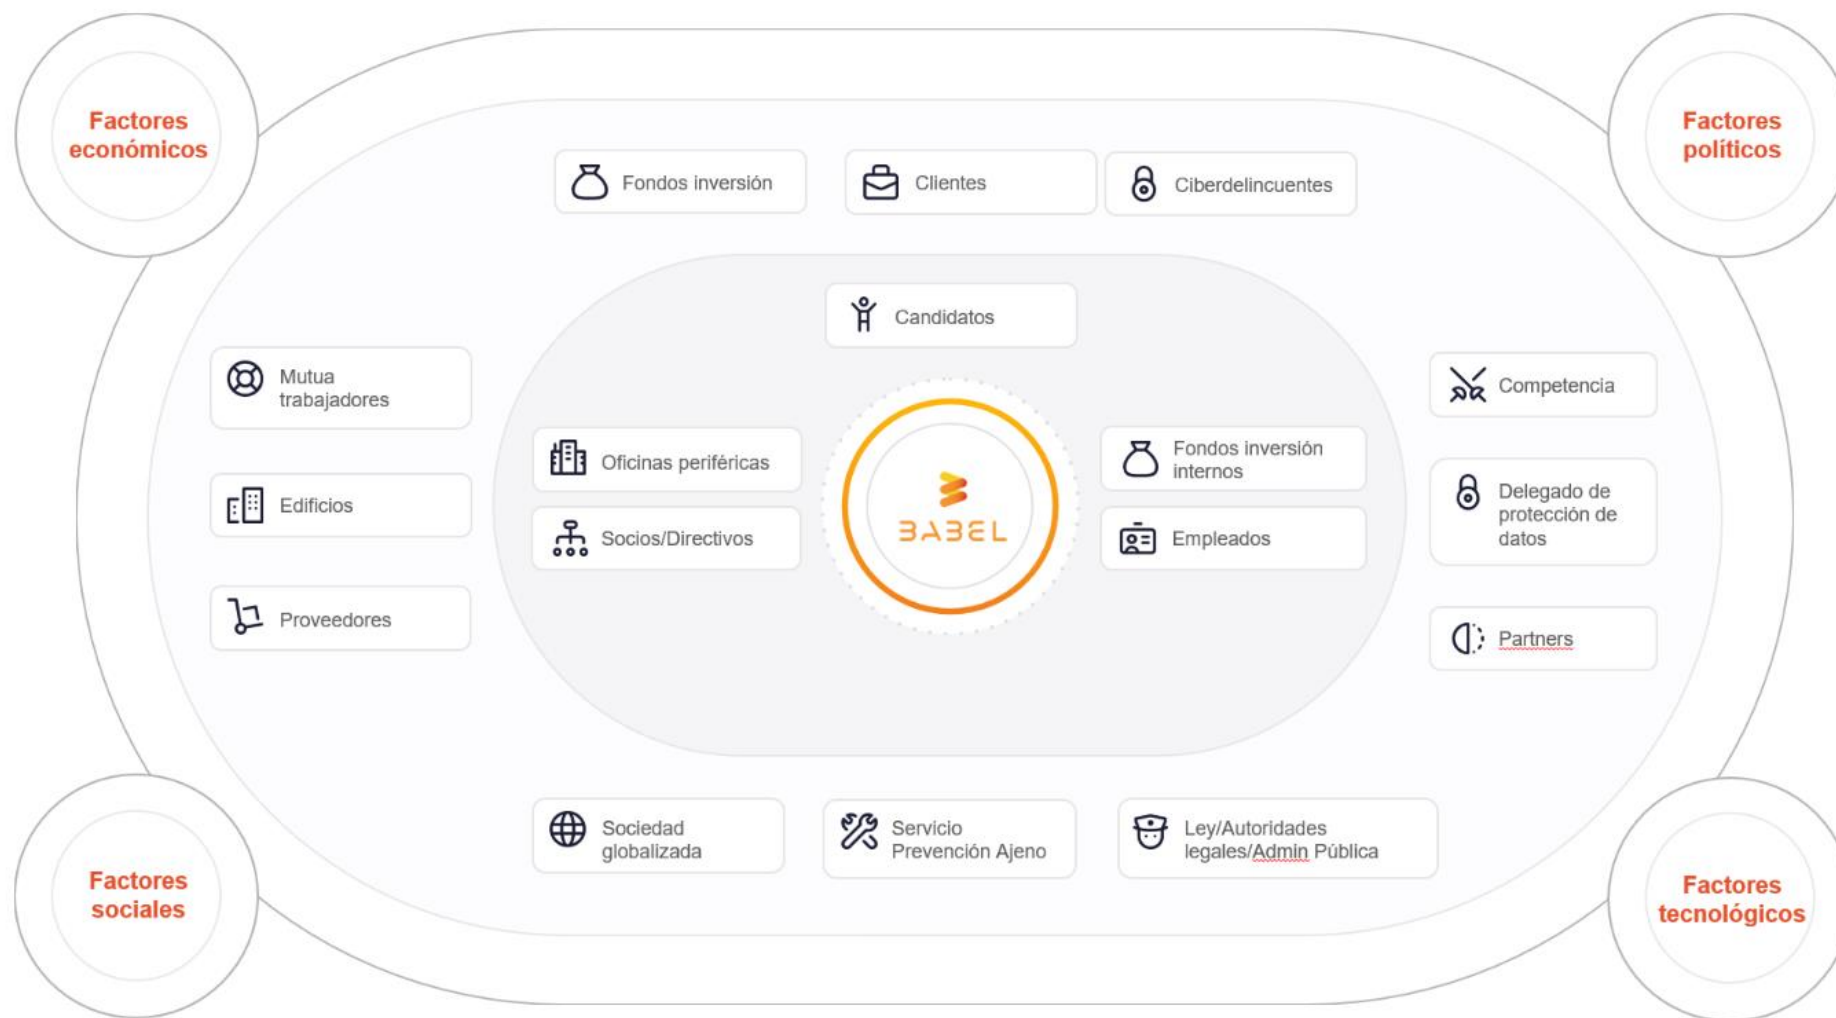 Factores
económicos
Factores
políticos
Fondos inversión
Clientes
Ciberdelincuentes
Candidatos
Mutua
trabajadores
Edificios
Proveedores
Oficinas periféricas
Socios/Directivos
BABEL
Fondos inversión
internos
Empleados
Competencia
Delegado de
protección de
datos
Partners
Sociedad
globalizada
Servicio
Prevención Ajeno
Ley/Autoridades
legales/Admin Pública
Factores
sociales
Factores
tecnológicos